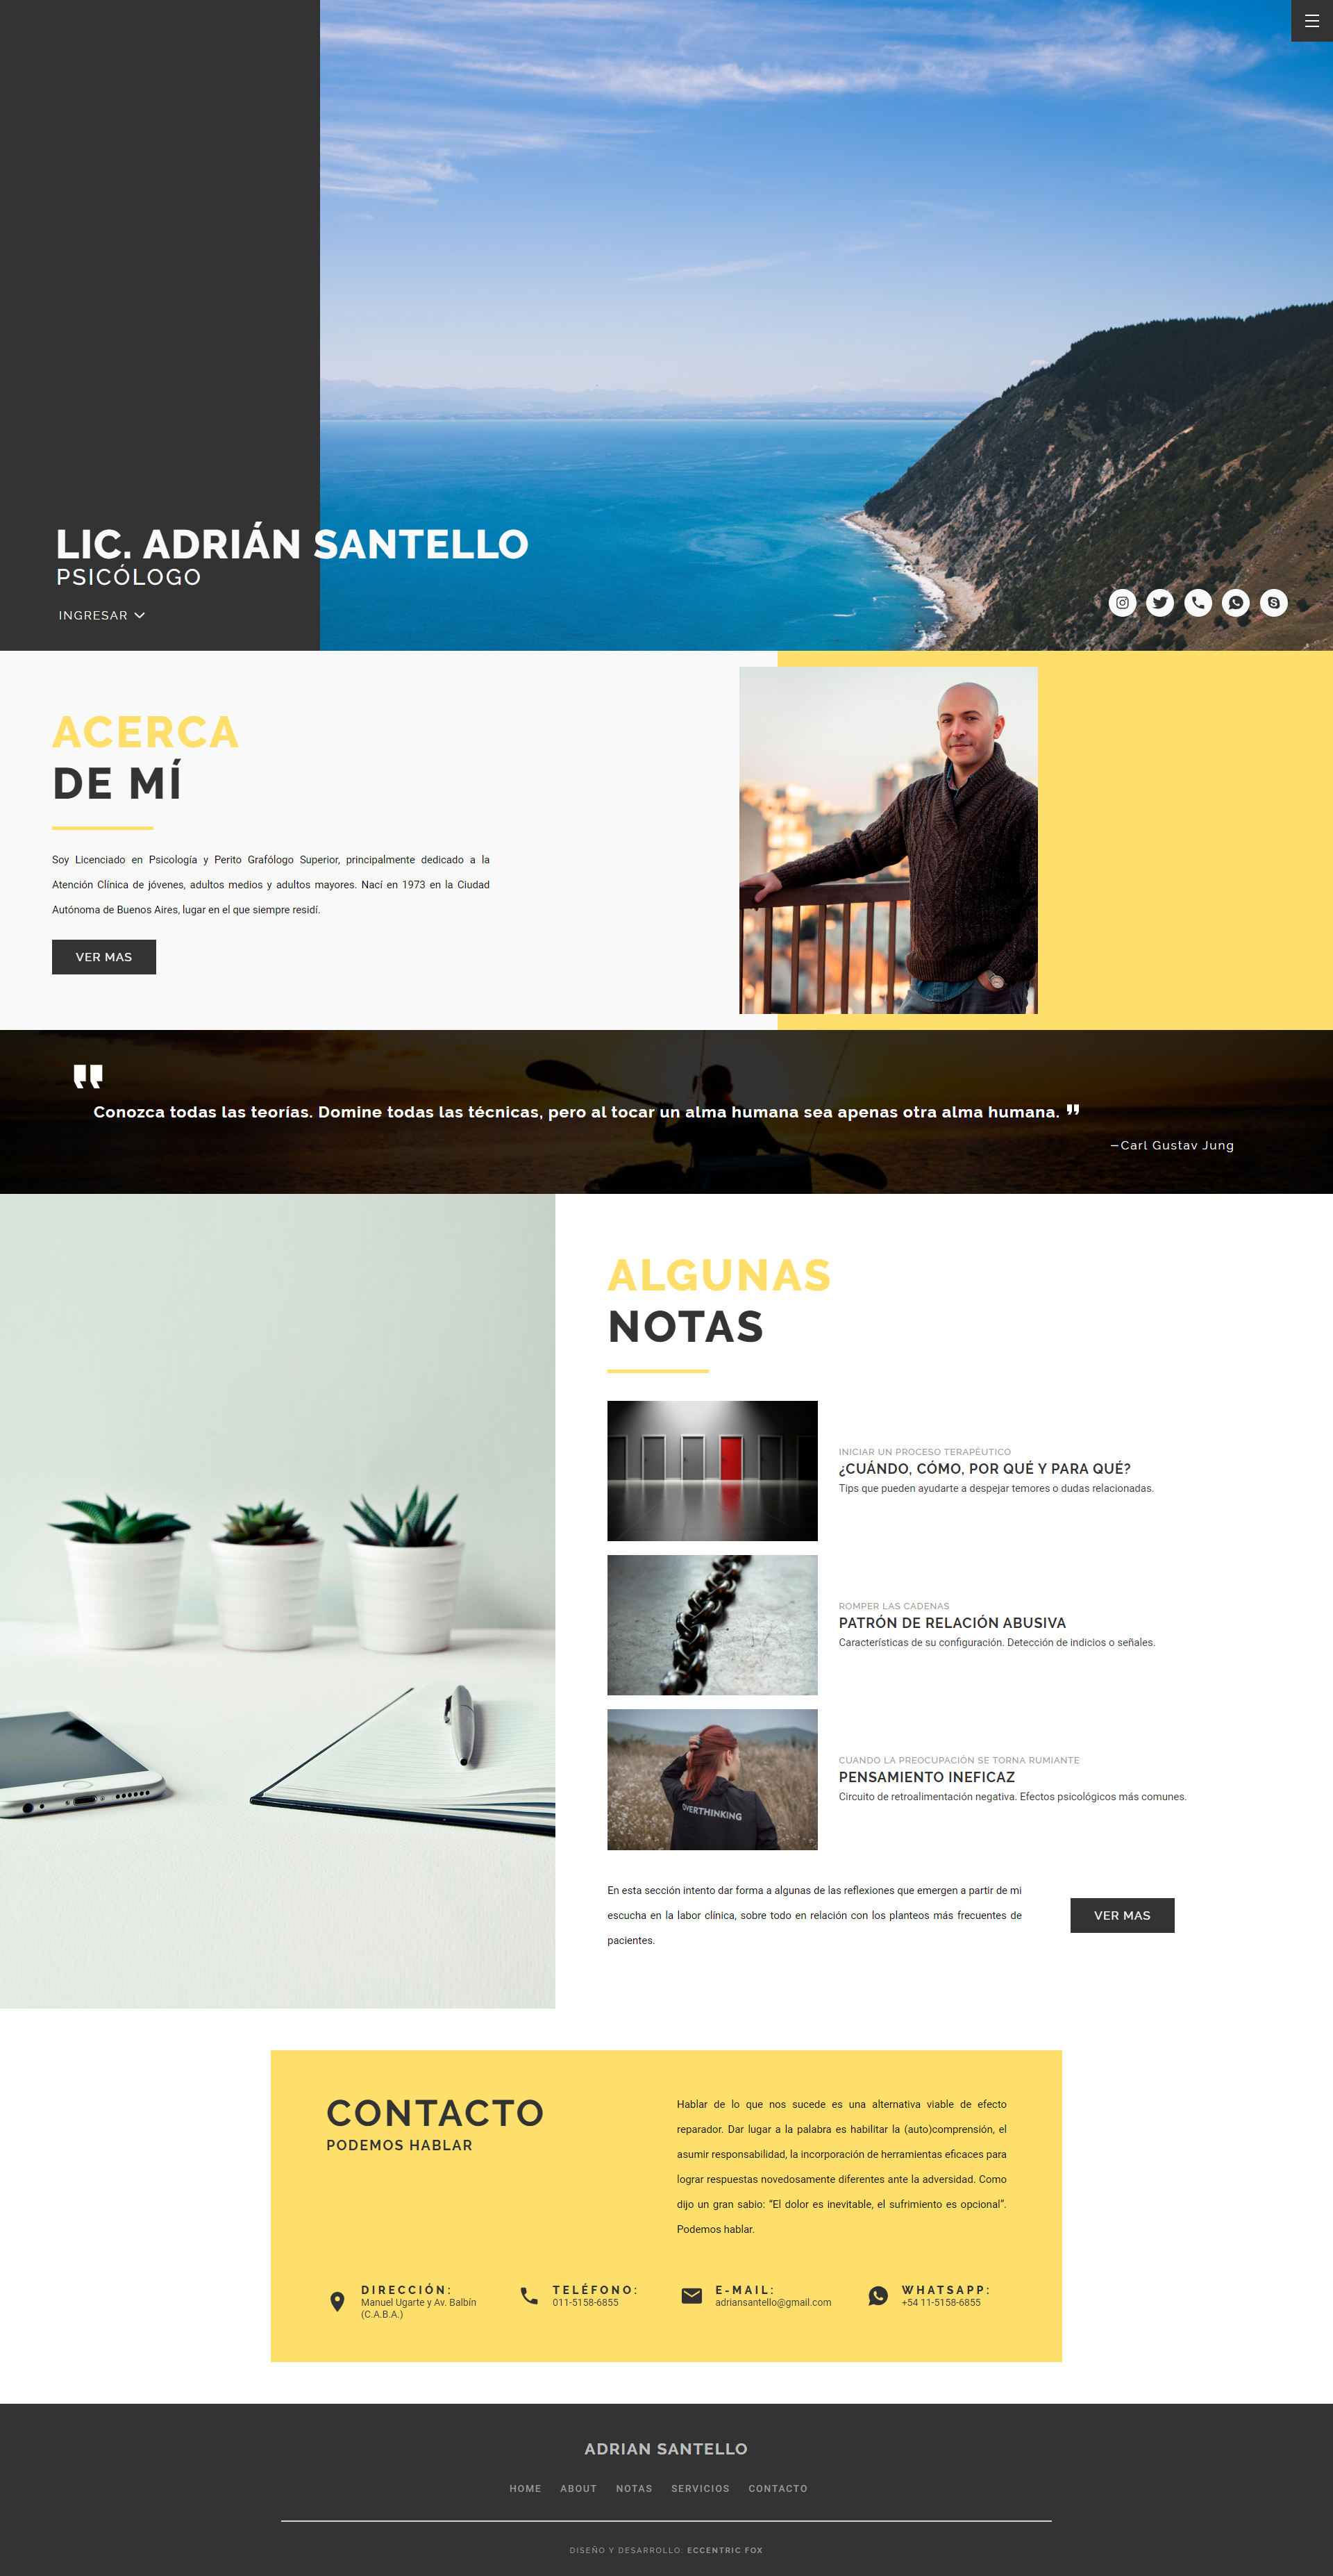 LIC. ADRIÁN SANTELLO
PSICÓLOGO
INGRESAR
ACERCA
DE MÍ
Soy Licenciado en Psicología y Perito Grafólogo Superior, principalmente dedicado a la
Atención Clínica de jóvenes, adultos medios y adultos mayores. Nací en 1973 en la Ciudad
Autónoma de Buenos Aires, lugar en el que siempre residí.
VER MAS
"
Conozca todas las teorías. Domine todas las técnicas, pero al tocar un alma humana sea apenas otra alma humana. "
—Carl Gustav Jung
ALGUNAS
NOTAS
INICIAR UN PROCESO TERAPÉUTICO
¿CUÁNDO, CÓMO, POR QUÉ Y PARA QUÉ?
Tips que pueden ayudarte a despejar temores o dudas relacionadas.
ROMPER LAS CADENAS
PATRÓN DE RELACIÓN ABUSIVA
Características de su configuración. Detección de indicios o señales.
OVERTHINKING
CUANDO LA PREOCUPACIÓN SE TORNA RUMIANTE
PENSAMIENTO INEFICAZ
Circuito de retroalimentación negativa. Efectos psicológicos más comunes.
En esta sección intento dar forma a algunas de las reflexiones que emergen a partir de mi
escucha en la labor clínica, sobre todo en relación con los planteos más frecuentes de
pacientes.
VER MAS
CONTACTO
PODEMOS HABLAR
Hablar de lo que nos sucede es una alternativa viable de efecto
reparador. Dar lugar a la palabra es habilitar la (auto)comprensión, el
asumir responsabilidad, la incorporación de herramientas eficaces para
lograr respuestas novedosamente diferentes ante la adversidad. Como
dijo un gran sabio: “El dolor es inevitable, el sufrimiento es opcional”.
Podemos hablar.
DIRECCIÓN:
Manuel Ugarte y Av. Balbín
(C.A.B.A.)
TELÉFONO:
011-5158-6855
E-MAIL:
adriansantello@gmail.com
WHATSAPP:
+54 11-5158-6855
ADRIAN SANTELLO
HOME ABOUT NOTAS SERVICIOS CONTACTO
DISEÑO Y DESARROLLO: ECCENTRIC FOX